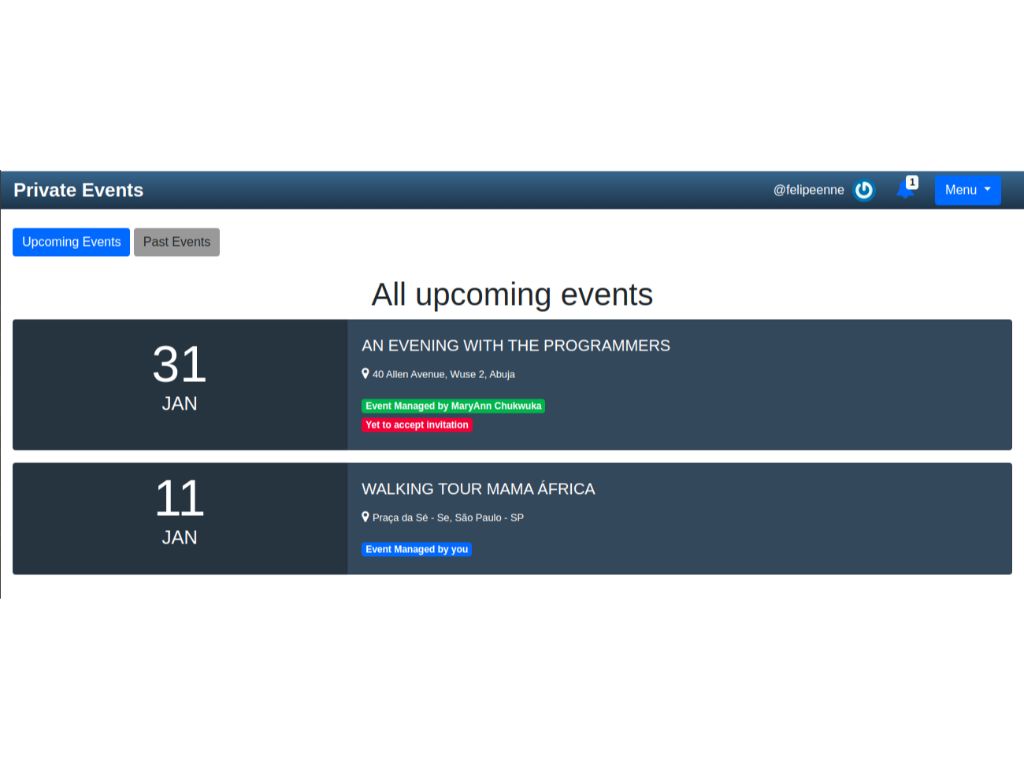 Private Events
@felipeenne
1
Menu
Upcoming Events
Past Events
All upcoming events
31
JAN
AN EVENING WITH THE PROGRAMMERS
40 Allen Avenue, Wuse 2, Abuja
Event Managed by MaryAnn Chukwuka
Yet to accept invitation
11
JAN
WALKING TOUR MAMA ÁFRICA
Praça da Sé - Se, São Paulo - SP
Event Managed by you